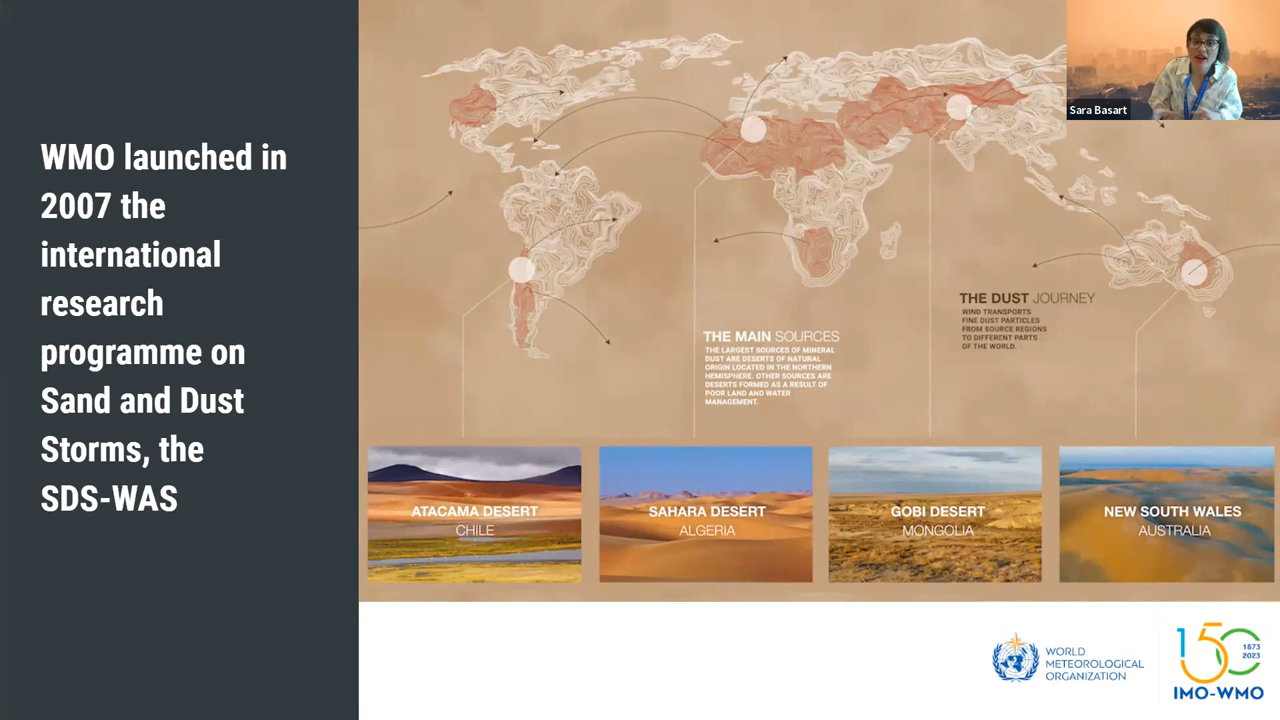 WMO launched in
2007 the
international
research
programme on
Sand and Dust
Storms, the
SDS-WAS
Sara Basart
THE MAIN SOURCES
THE LARGEST SOURCES OF MINERAL
DUST ARE DESERTS OF NATURAL
ORIGIN LOCATED IN THE NORTHERN
HEMISPHERE. OTHER SOURCES ARE
DESERTS FORMED AS A RESULT OF
POOR LAND AND WATER
MANAGEMENT.
THE DUST JOURNEY
WIND TRANSPORTS
FINE DUST PARTICLES
FROM SOURCE REGIONS
TO DIFFERENT PARTS
OF THE WORLD.
ATACAMA DESERT
CHILE
SAHARA DESERT
ALGERIA
GOBI DESERT
MONGOLIA
NEW SOUTH WALES
AUSTRALIA
WORLD
METEOROLOGICAL
ORGANIZATION
150
1873
2023
IMO-WMO